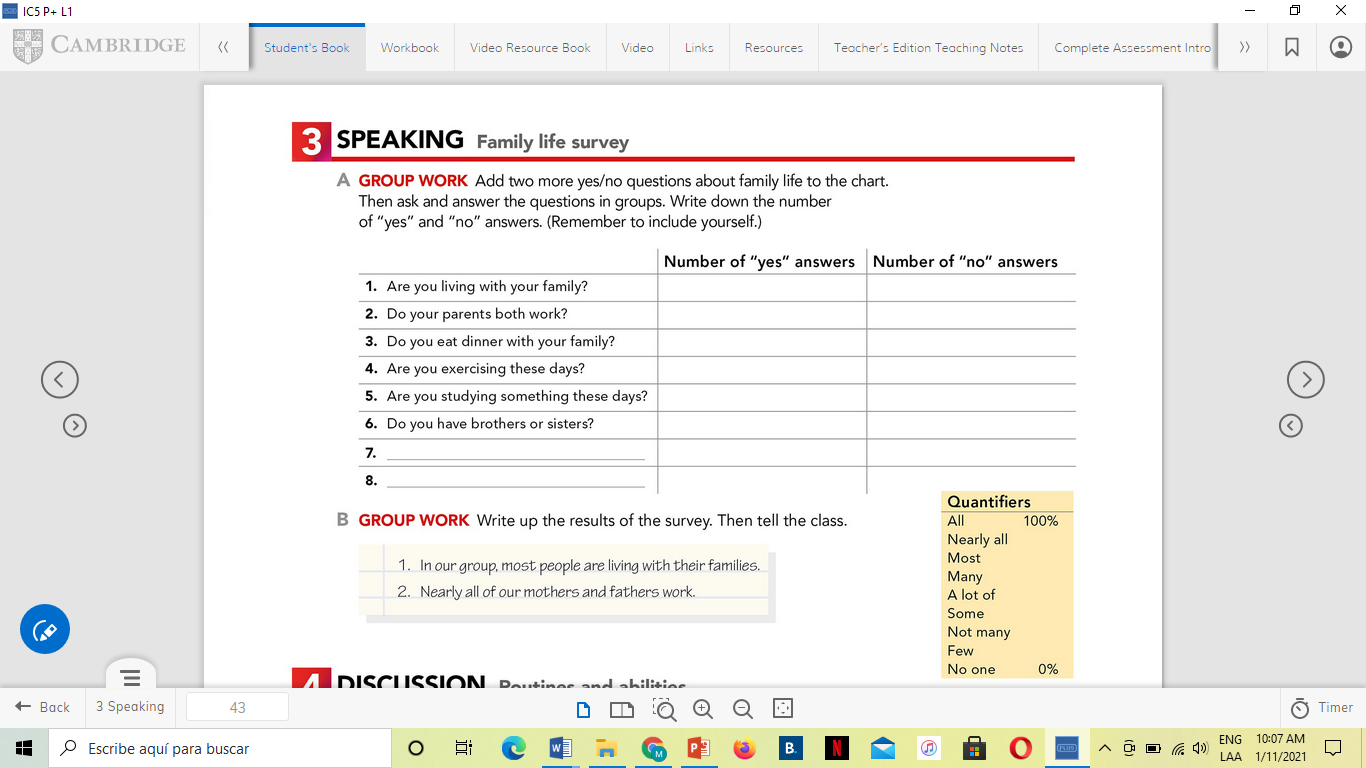 IC5 P+ L1
CAMBRIDGE
Student's Book
Workbook
Video Resource Book
Video
Links
Resources
Teacher's Edition Teaching Notes
Complete Assessment Intro
3 SPEAKING Family life survey
A GROUP WORK Add two more yes/no questions about family life to the chart.
Then ask and answer the questions in groups. Write down the number
of "yes" and "no" answers. (Remember to include yourself.)
Number of "yes" answers Number of "no" answers
1. Are you living with your family?
2. Do your parents both work?
3. Do you eat dinner with your family?
4. Are you exercising these days?
5. Are you studying something these days?
6. Do you have brothers or sisters?
7.
8.
B GROUP WORK Write up the results of the survey. Then tell the class.
1. In our group, most people are living with their families.
2. Nearly all of our mothers and fathers work.
Quantifiers
All 100%
Nearly all
Most
Many
A lot of
Some
Not many
Few
No one 0%
4 DISCUSSION Routines and abilities
Back
3 Speaking
43
Timer
Escribe aquí para buscar
W
M
P
B.
N
PLUS
ENG
LAA
10:07 AM
1/11/2021